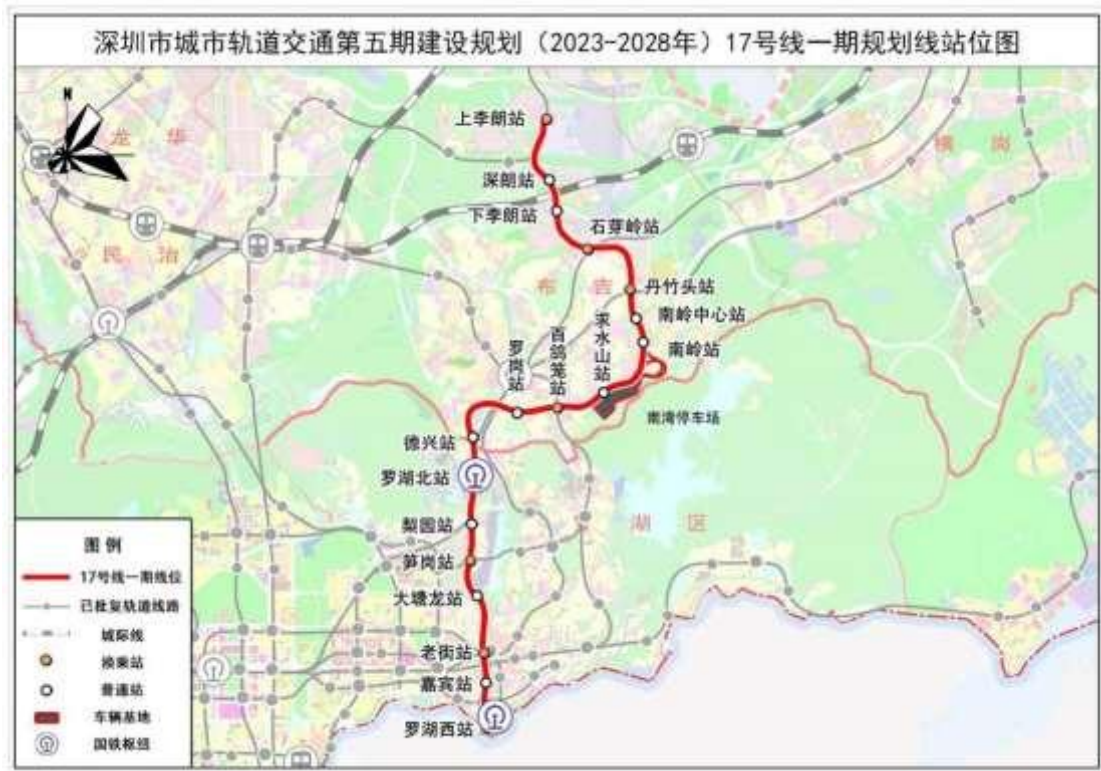 深圳市城市轨道交通第五期建设规划（2023-2028年）17号线一期规划线站位图
N
龙 华
上李朗站
横 岗
深朗站
下李朗站
石芽岭站
民 治
布 吉
丹竹头站
南岭中心站
求水山站
百鸽笼站
罗岗站
南岭站
南湾停车场
德兴站
罗湖北站
梨园站
湖 区
笋岗站
大塘龙站
老街站
嘉宾站
罗湖西站
图 例
17号线一期线位
已批复轨道线路
城际线
换乘站
普通站
车辆基地
国铁枢纽